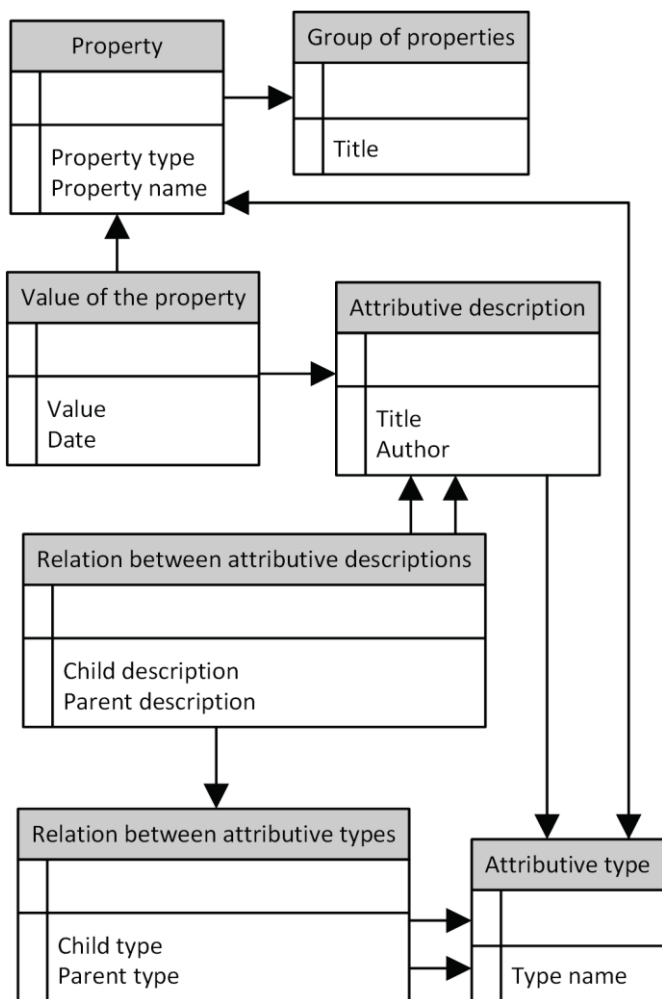 Property
Group of properties
Title
Property type
Property name
Value of the property
Value
Date
Attributive description
Title
Author
Relation between attributive descriptions
Child description
Parent description
Relation between attributive types
Child type
Parent type
Attributive type
Type name